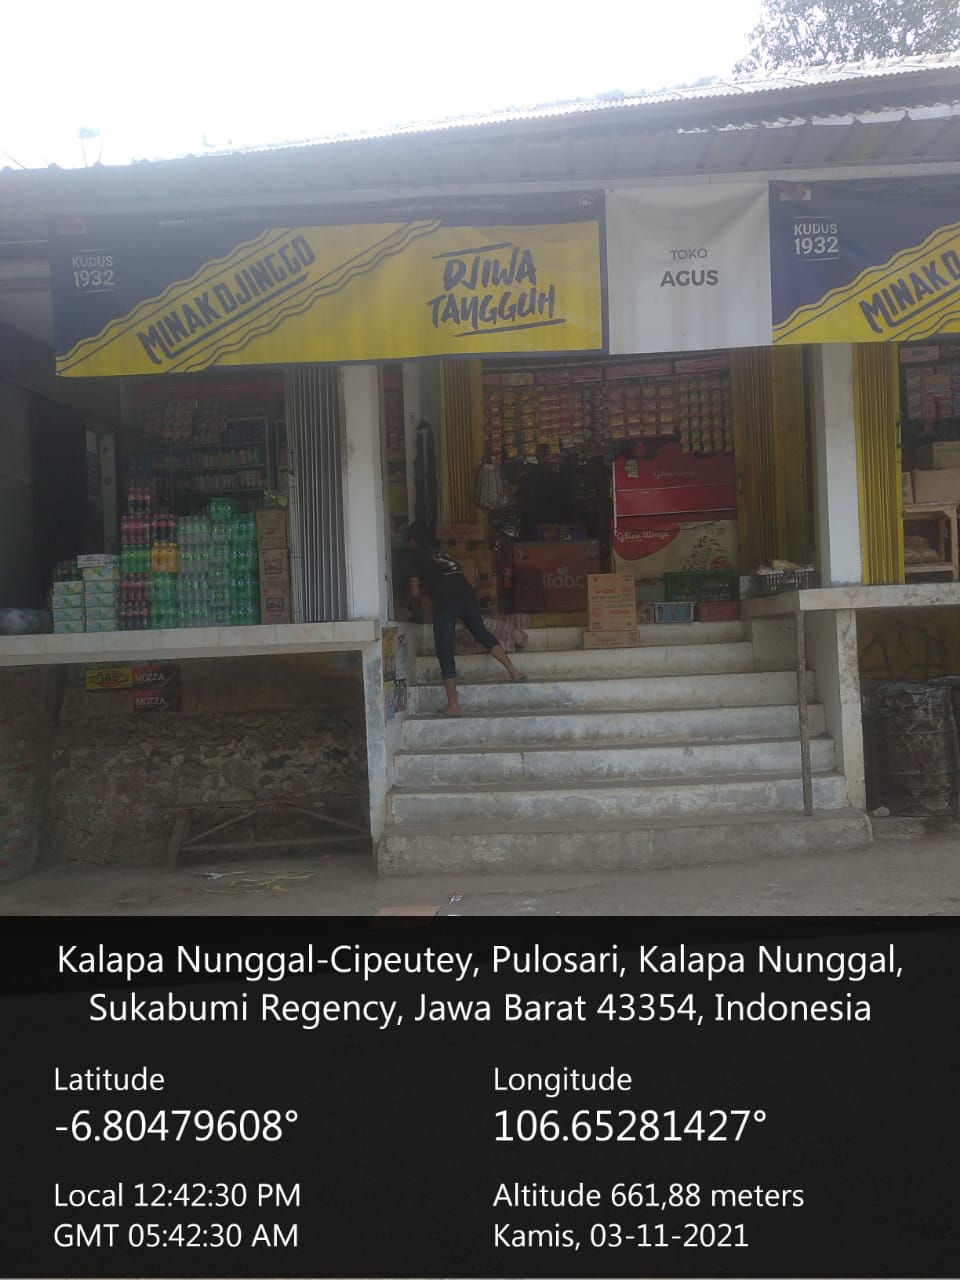 KUDUS
1932
MINAK DJINGGO
DJIWA
TANGGUH
18+
TOKO
AGUS
KUDUS
1932
MINAK D
MOZZA
MOZZA
Kalapa Nunggal-Cipeutey, Pulosari, Kalapa Nunggal,
Sukabumi Regency, Jawa Barat 43354, Indonesia
Latitude
-6.80479608°
Longitude
106.65281427°
Local 12:42:30 PM
GMT 05:42:30 AM
Altitude 661,88 meters
Kamis, 03-11-2021